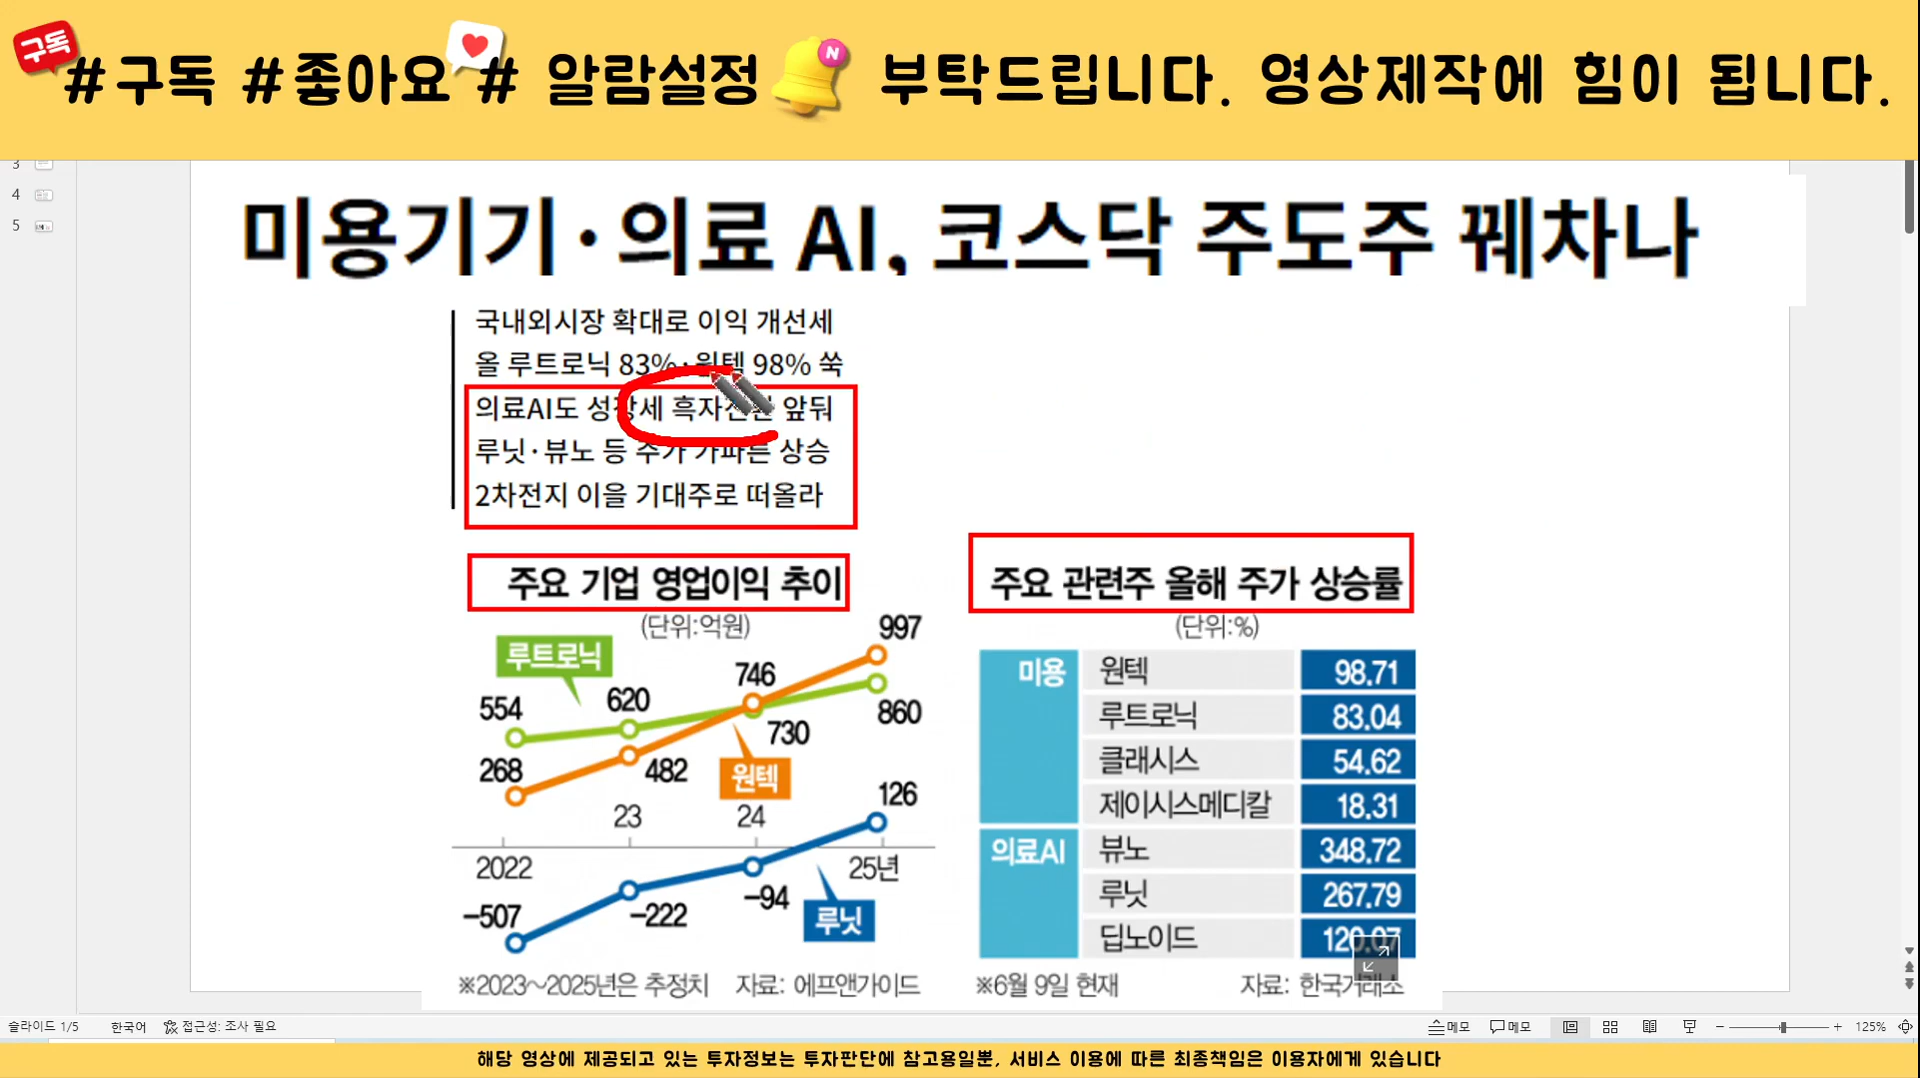 구독
#구독 #좋아요 # 알람설정 N 부탁드립니다. 영상제작에 힘이 됩니다.
3
4
5
미용기기·의료 AI, 코스닥 주도주 꿰차나
국내외시장 확대로 이익 개선세
올 루트로닉 83%·원텍 98% 쑥
의료AI도 성장세 흑자전환 앞둬
루닛·뷰노 등 주가 가파른 상승
2차전지 이을 기대주로 떠올라
주요 기업 영업이익 추이
(단위:억원)
루트로닉
554
620
746
997
268
482
730
860
원텍
23
24
126
2022
25년
-507
-222
-94
루닛
※2023~2025년은 추정치 자료: 에프앤가이드
주요 관련주 올해 주가 상승률
(단위:%)
미용 원텍 98.71
루트로닉 83.04
클래시스 54.62
제이시스메디칼 18.31
의료AI 뷰노 348.72
루닛 267.79
딥노이드 120.07
※6월 9일 현재 자료: 한국거래소
슬라이드 1/5 한국어 접근성: 조사 필요 메모 메모 125%
해당 영상에 제공되고 있는 투자정보는 투자판단에 참고용일뿐, 서비스 이용에 따른 최종책임은 이용자에게 있습니다